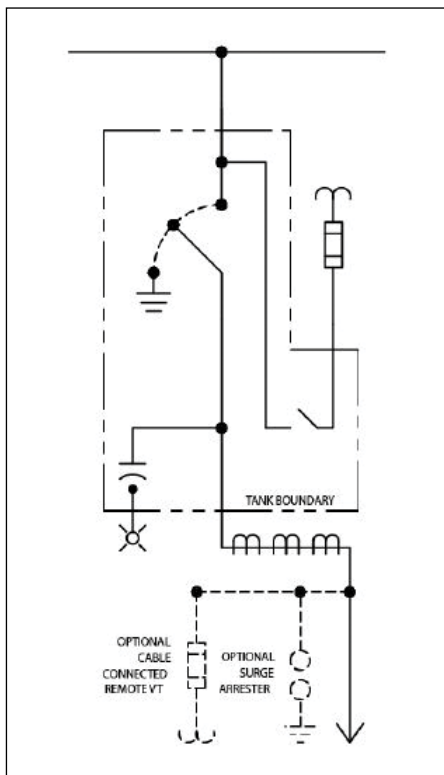 TANK BOUNDARY
OPTIONAL
CABLE
CONNECTED
REMOTE VT
OPTIONAL
SURGE
ARRESTER